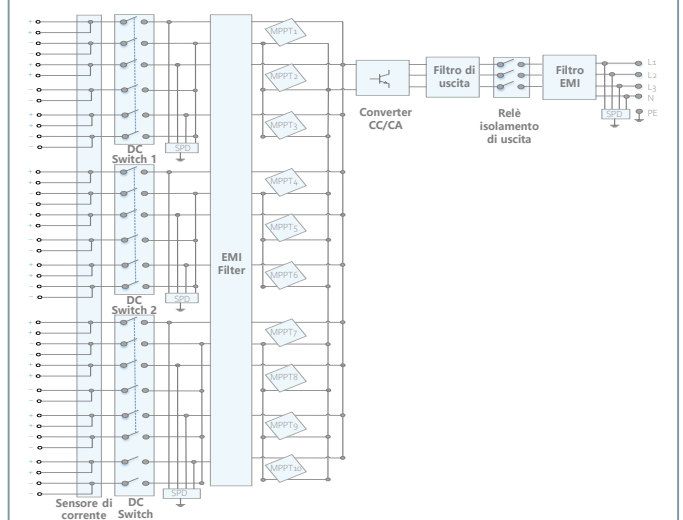 MPPT1
MPPT2
MPPT3
SPD
DC
Switch 1
MPPT4
MPPT5
MPPT6
SPD
DC
Switch 2
EMI
Filter
MPPT7
MPPT8
MPPT9
MPPT10
SPD
Sensore di
corrente
DC
Switch
Converter
CC/CA
Filtro di
uscita
Relè
isolamento
di uscita
Filtro
EMI
L1
L2
L3
N
SPD
PE